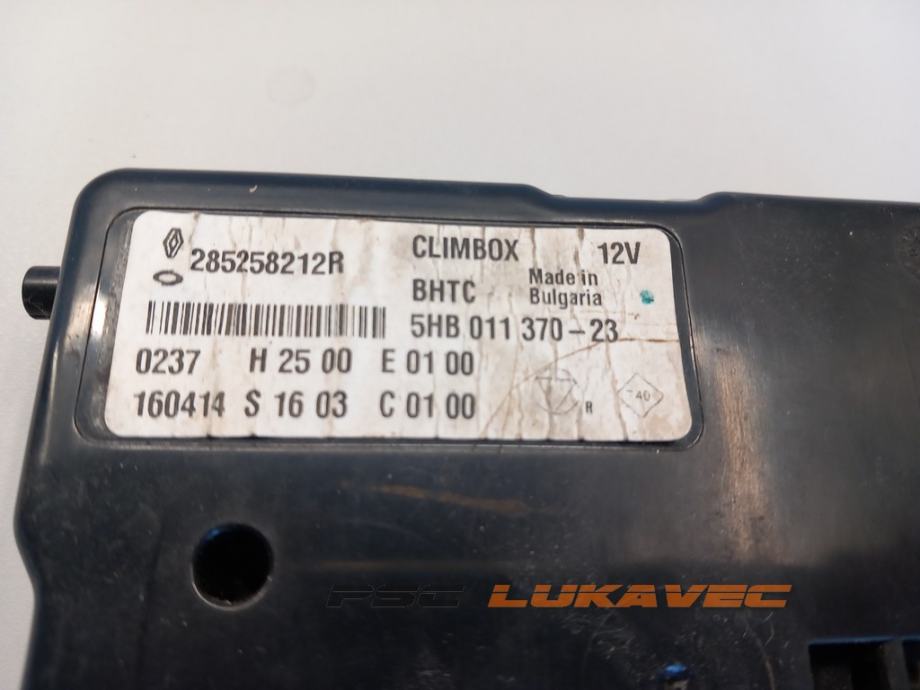 285258212R CLIMBOX 12V
BHTC Made in
Bulgaria
5HB 011 370-23
0237 H 25 00 E 01 00
160414 S 16 03 C 01 00
R
740
PSC LUKAVEC